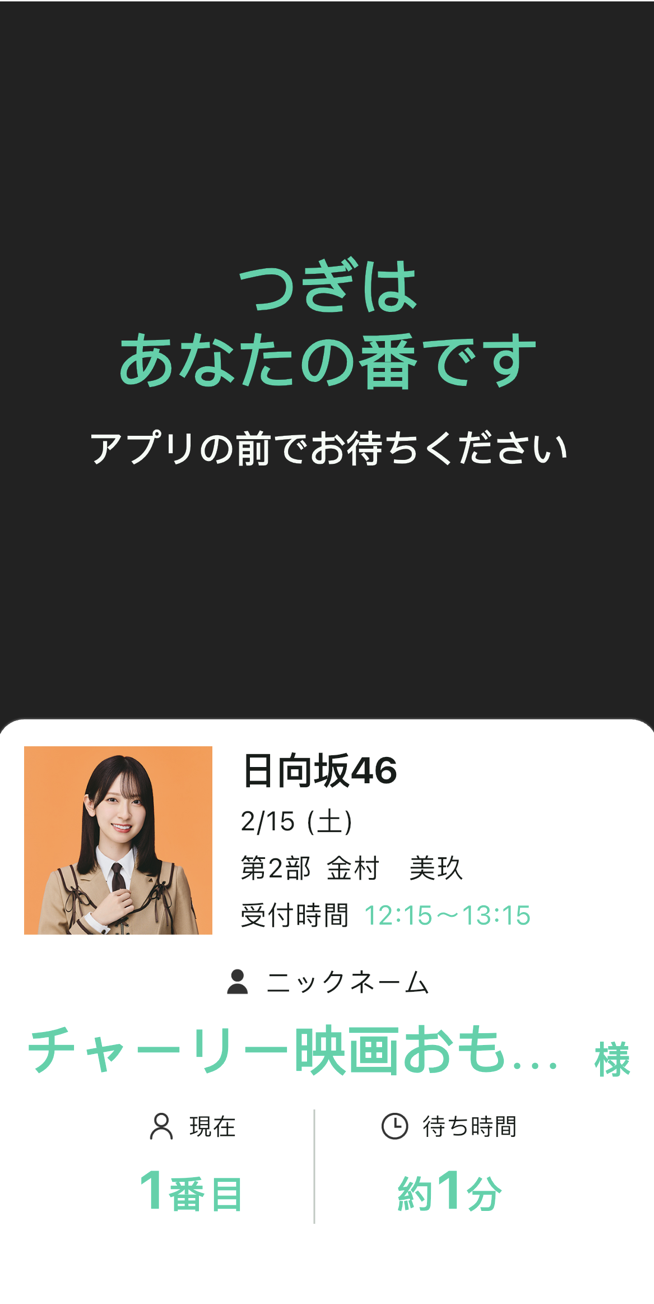 つぎは
あなたの番です
アプリの前でお待ちください
日向坂46
2/15 (土)
第2部 金村　美玖
受付時間 12:15〜13:15
ニックネーム
チャーリー映画おも... 様
現在
1番目
待ち時間
約1分